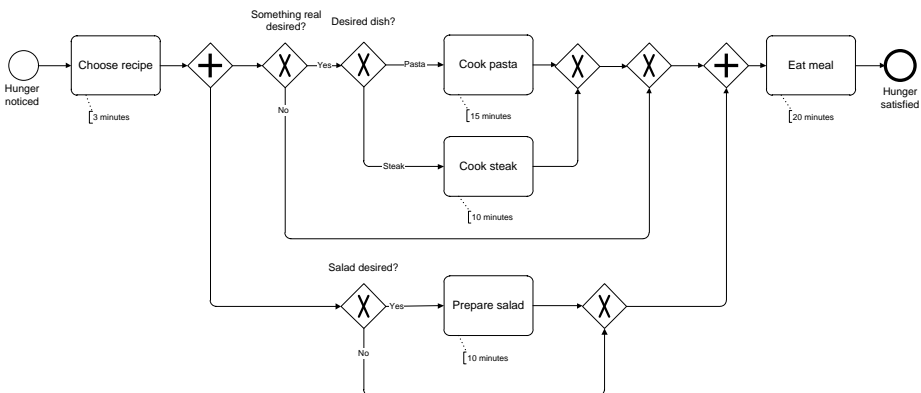 Something real
desired?
Desired dish?
Hunger
noticed
Choose recipe
3 minutes
Yes
No
Pasta
Cook pasta
15 minutes
Steak
Cook steak
10 minutes
Eat meal
20 minutes
Hunger
satisfied
Salad desired?
Yes
No
Prepare salad
10 minutes